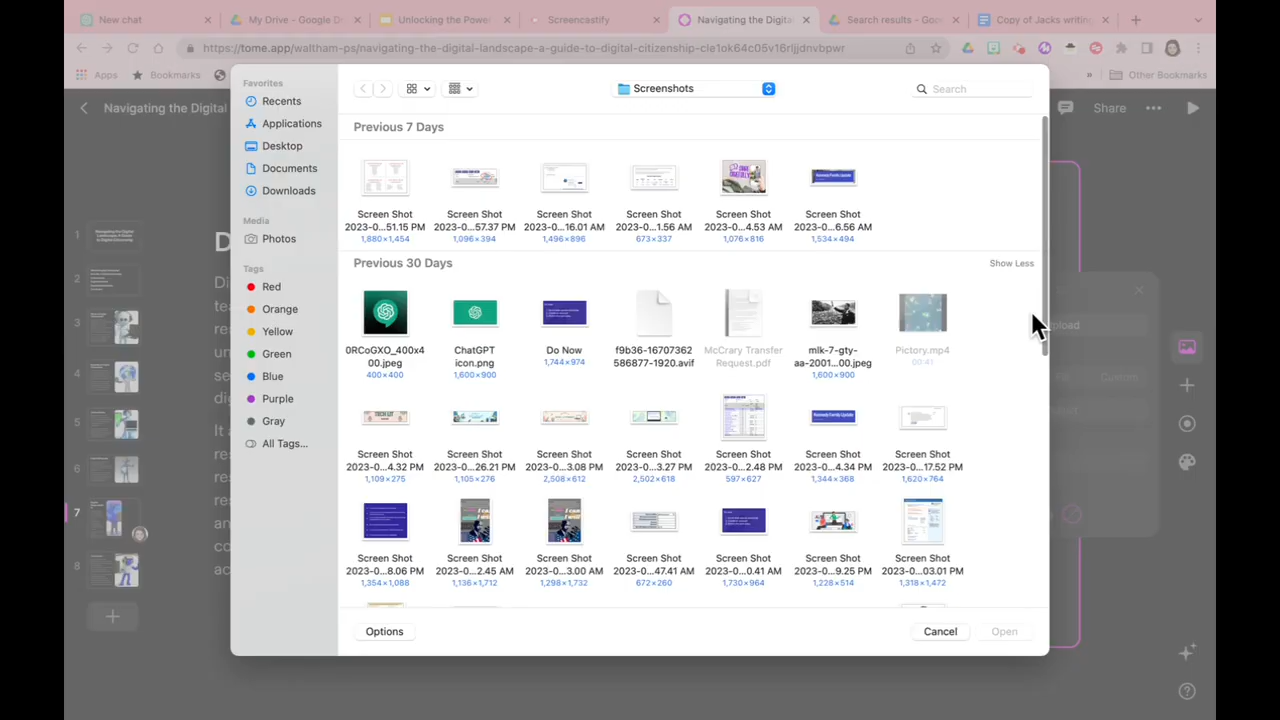 New chat
My Drive - Google D
Unlocking the Powe
Screencastify
Navigating the Digital
Search results - Goo
Copy of Jacks writing
https://tome.app/waltham-ps/navigating-the-digital-landscape-a-guide-to-digital-citizenship-cle1ok64c05v16rljjdnvbpwr
Apps
Bookmarks
»
Other Bookmarks
Navigating the Digital
Share
Favorites
Recents
Applications
Desktop
Documents
Downloads
Media
Photos
Tags
Red
Orange
Yellow
Green
Blue
Purple
Gray
All Tags...
Screenshots
Search
Previous 7 Days
Screen Shot
2023-0...51.15 PM
1,880×1,454
Screen Shot
2023-0...57.37 PM
1,096×394
Screen Shot
2023-0...16.01 AM
1,496×896
Screen Shot
2023-0...1.56 AM
673×337
Screen Shot
2023-0...4.53 AM
1,076×816
Screen Shot
2023-0...6.56 AM
1,534×494
Previous 30 Days
Show Less
0RCoGXO_400x4
00.jpeg
400×400
ChatGPT
icon.png
1,600×900
Do Now
1,744×974
f9b36-16707362
586877-1920.avif
McCrary Transfer
Request.pdf
mlk-7-gty-
aa-2001...00.jpeg
1,600×900
Pictory.mp4
00:41
Screen Shot
2023-0...4.32 PM
1,109×275
Screen Shot
2023-0...26.21 PM
1,105×276
Screen Shot
2023-0...3.08 PM
2,508×612
Screen Shot
2023-0...3.27 PM
2,502×618
Screen Shot
2023-0...2.48 PM
597×627
Screen Shot
2023-0...4.34 PM
1,344×368
Screen Shot
2023-0...17.52 PM
1,620×764
Screen Shot
2023-0...8.06 PM
1,354×1,088
Screen Shot
2023-0...2.45 AM
1,136×1,712
Screen Shot
2023-0...3.00 AM
1,298×1,732
Screen Shot
2023-0...47.41 AM
672×260
Screen Shot
2023-0...0.41 AM
1,730×964
Screen Shot
2023-0...9.25 PM
1,228×514
Screen Shot
2023-0...03.01 PM
1,318×1,472
Options
Cancel
Open
1
2
3
4
5
6
7
8
Custom